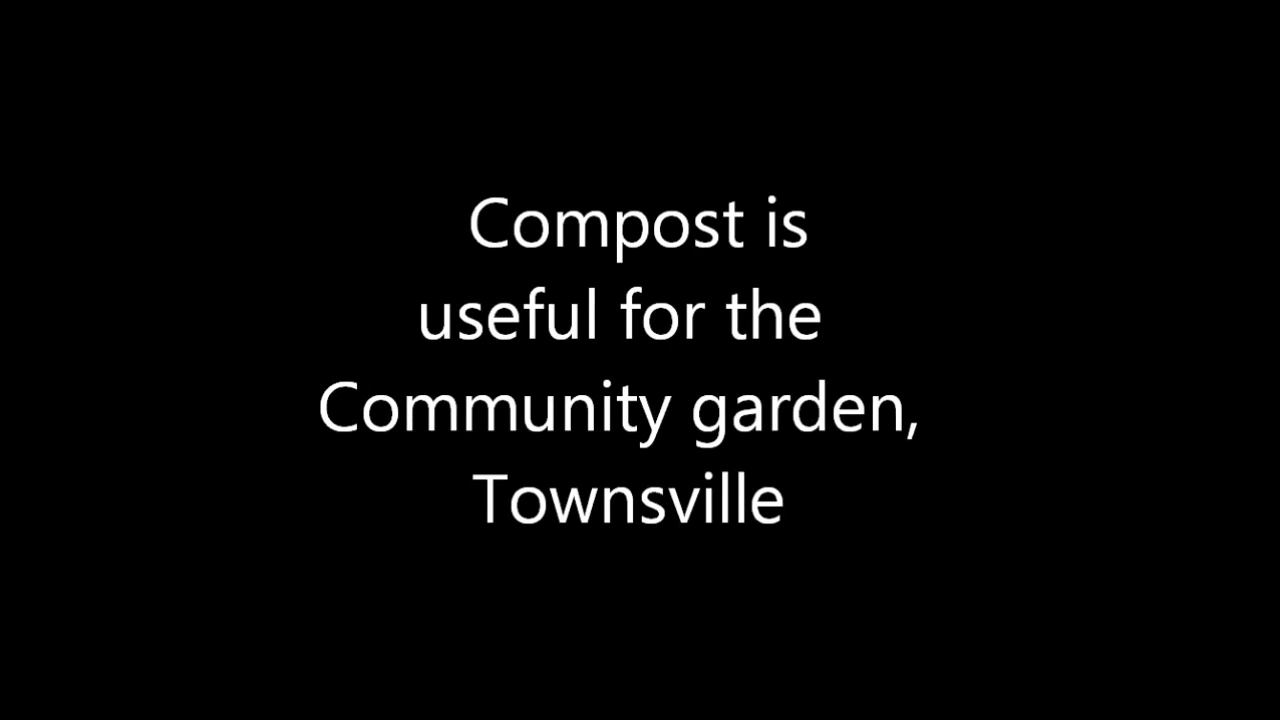 Compost is
useful for the
Community garden,
Townsville